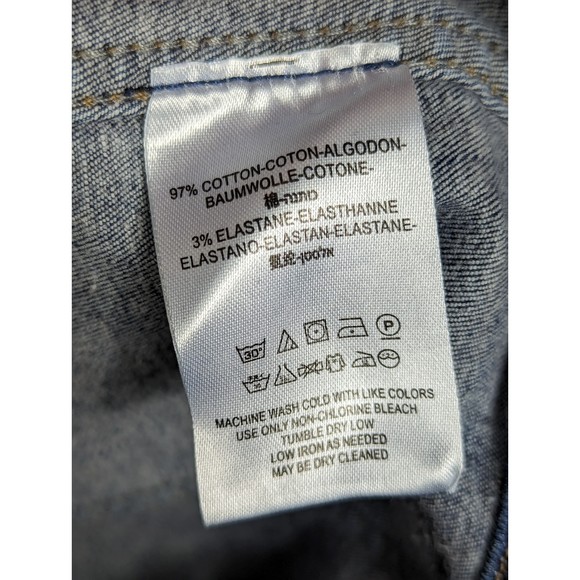 97% COTTON-COTON-ALGODON-
BAUMWOLLE-COTONE-
棉-כותנה
3% ELASTANE-ELASTHANNE
ELASTANO-ELASTAN-ELASTANE-
氨纶-אלסטן
30°
P
MACHINE WASH COLD WITH LIKE COLORS
USE ONLY NON-CHLORINE BLEACH
TUMBLE DRY LOW
LOW IRON AS NEEDED
MAY BE DRY CLEANED